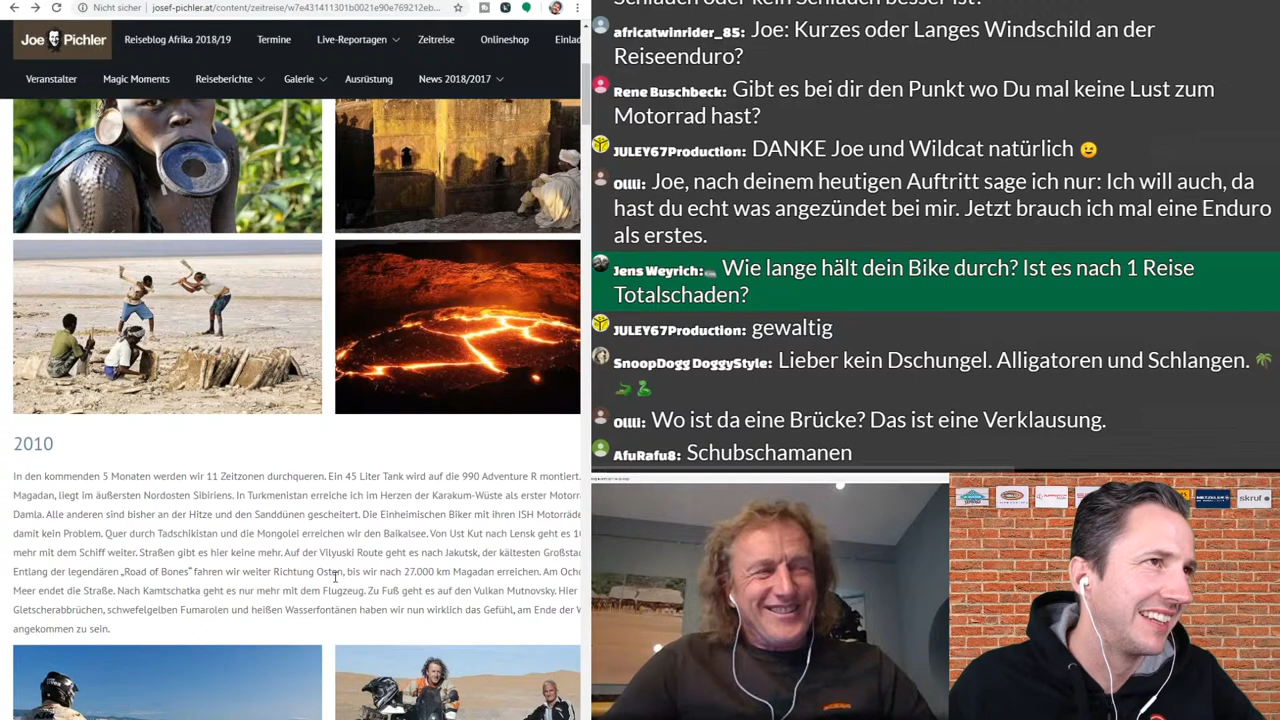 Nicht sicher | josef-pichler.at/content/zeitreise/w7e431411301b0021e90e769212eb...
Joe Pichler
Reiseblog Afrika 2018/19
Termine
Live-Reportagen
Zeitreise
Onlineshop
Einlad
Veranstalter
Magic Moments
Reiseberichte
Galerie
Ausrüstung
News 2018/2017
2010
In den kommenden 5 Monaten werden wir 11 Zeitzonen durchqueren. Ein 45 Liter Tank wird auf die 990 Adventure R montiert.
Magadan, liegt im äußersten Nordosten Sibiriens. In Turkmenistan erreiche ich im Herzen der Karakum-Wüste als erster Motorr
Damla. Alle anderen sind bisher an der Hitze und den Sanddünen gescheitert. Die Einheimischen Biker mit ihren ISH Motorräde
damit kein Problem. Quer durch Tadschikistan und die Mongolei erreichen wir den Baikalsee. Von Ust Kut nach Lensk geht es 1
mehr mit dem Schiff weiter. Straßen gibt es hier keine mehr. Auf der Vilyuski Route geht es nach Jakutsk, der kältesten Großsta
Entlang der legendären „Road of Bones" fahren wir weiter Richtung Osten, bis wir nach 27.000 km Magadan erreichen. Am Ocho
Meer endet die Straße. Nach Kamtschatka geht es nur mehr mit dem Flugzeug. Zu Fuß geht es auf den Vulkan Mutnovsky. Hier
Gletscherabbrüchen, schwefelgelben Fumarolen und heißen Wasserfontänen haben wir nun wirklich das Gefühl, am Ende der W
angekommen zu sein.
Schlauch oder kein Schlauch besser ist?
africatwinrider_85: Joe: Kurzes oder Langes Windschild an der
Reiseenduro?
Rene Buschbeck: Gibt es bei dir den Punkt wo Du mal keine Lust zum
Motorrad hast?
JULEY67Production: DANKE Joe und Wildcat natürlich 😉
Ollli: Joe, nach deinem heutigen Auftritt sage ich nur: Ich will auch, da
hast du echt was angezündet bei mir. Jetzt brauch ich mal eine Enduro
als erstes.
Jens Weyrich: Wie lange hält dein Bike durch? Ist es nach 1 Reise
Totalschaden?
JULEY67Production: gewaltig
SnoopDogg DoggyStyle: Lieber kein Dschungel. Alligatoren und Schlangen. 🌴
🐊🐍
Ollli: Wo ist da eine Brücke? Das ist eine Verklausung.
AfuRafu8: Schubschamanen
METZELER
skruf